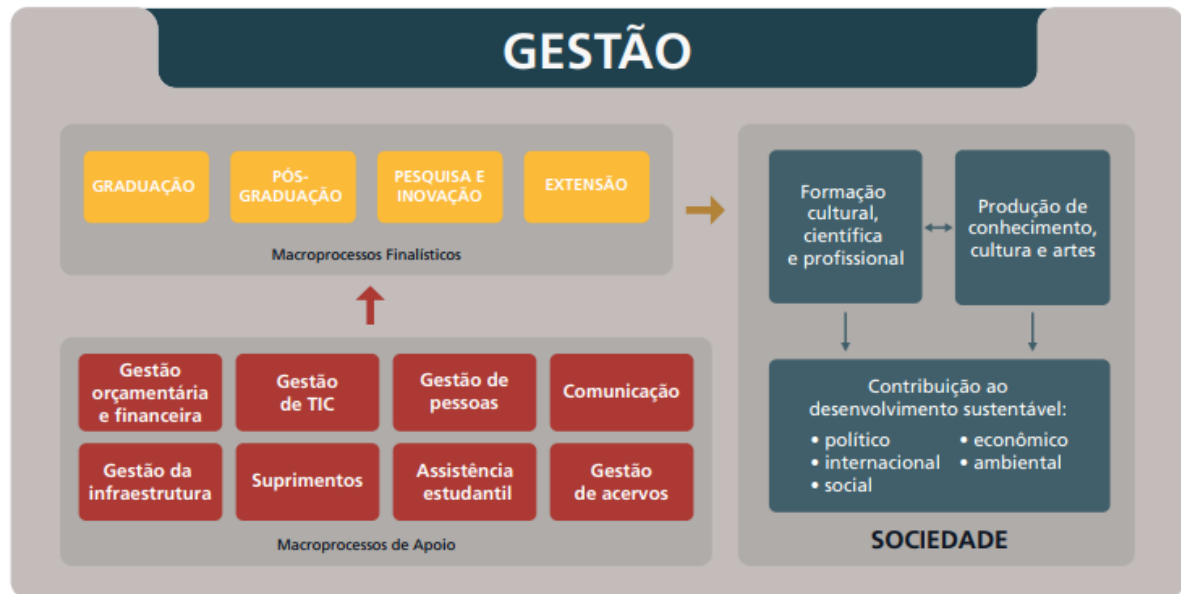 GESTÃO
GRADUAÇÃO
PÓS-
GRADUAÇÃO
PESQUISA E
INOVAÇÃO
EXTENSÃO
Macroprocessos Finalísticos
Gestão
orçamentária
e financeira
Gestão
de TIC
Gestão de
pessoas
Comunicação
Gestão da
infraestrutura
Suprimentos
Assistência
estudantil
Gestão
de acervos
Macroprocessos de Apoio
Formação
cultural,
científica
e profissional
Produção de
conhecimento,
cultura e artes
Contribuição ao
desenvolvimento sustentável:
• político
• internacional
• social
• econômico
• ambiental
SOCIEDADE